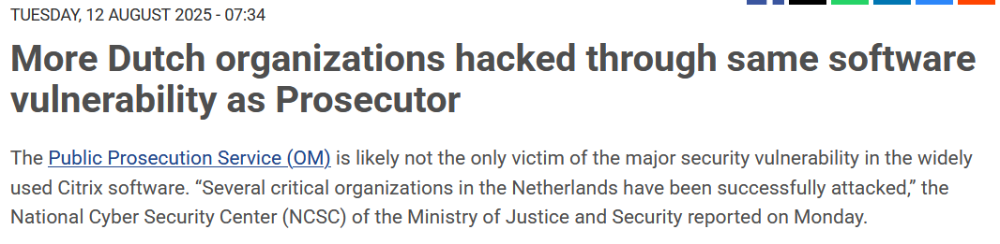 TUESDAY, 12 AUGUST 2025 - 07:34
More Dutch organizations hacked through same software
vulnerability as Prosecutor
The Public Prosecution Service (OM) is likely not the only victim of the major security vulnerability in the widely
used Citrix software. “Several critical organizations in the Netherlands have been successfully attacked,” the
National Cyber Security Center (NCSC) of the Ministry of Justice and Security reported on Monday.